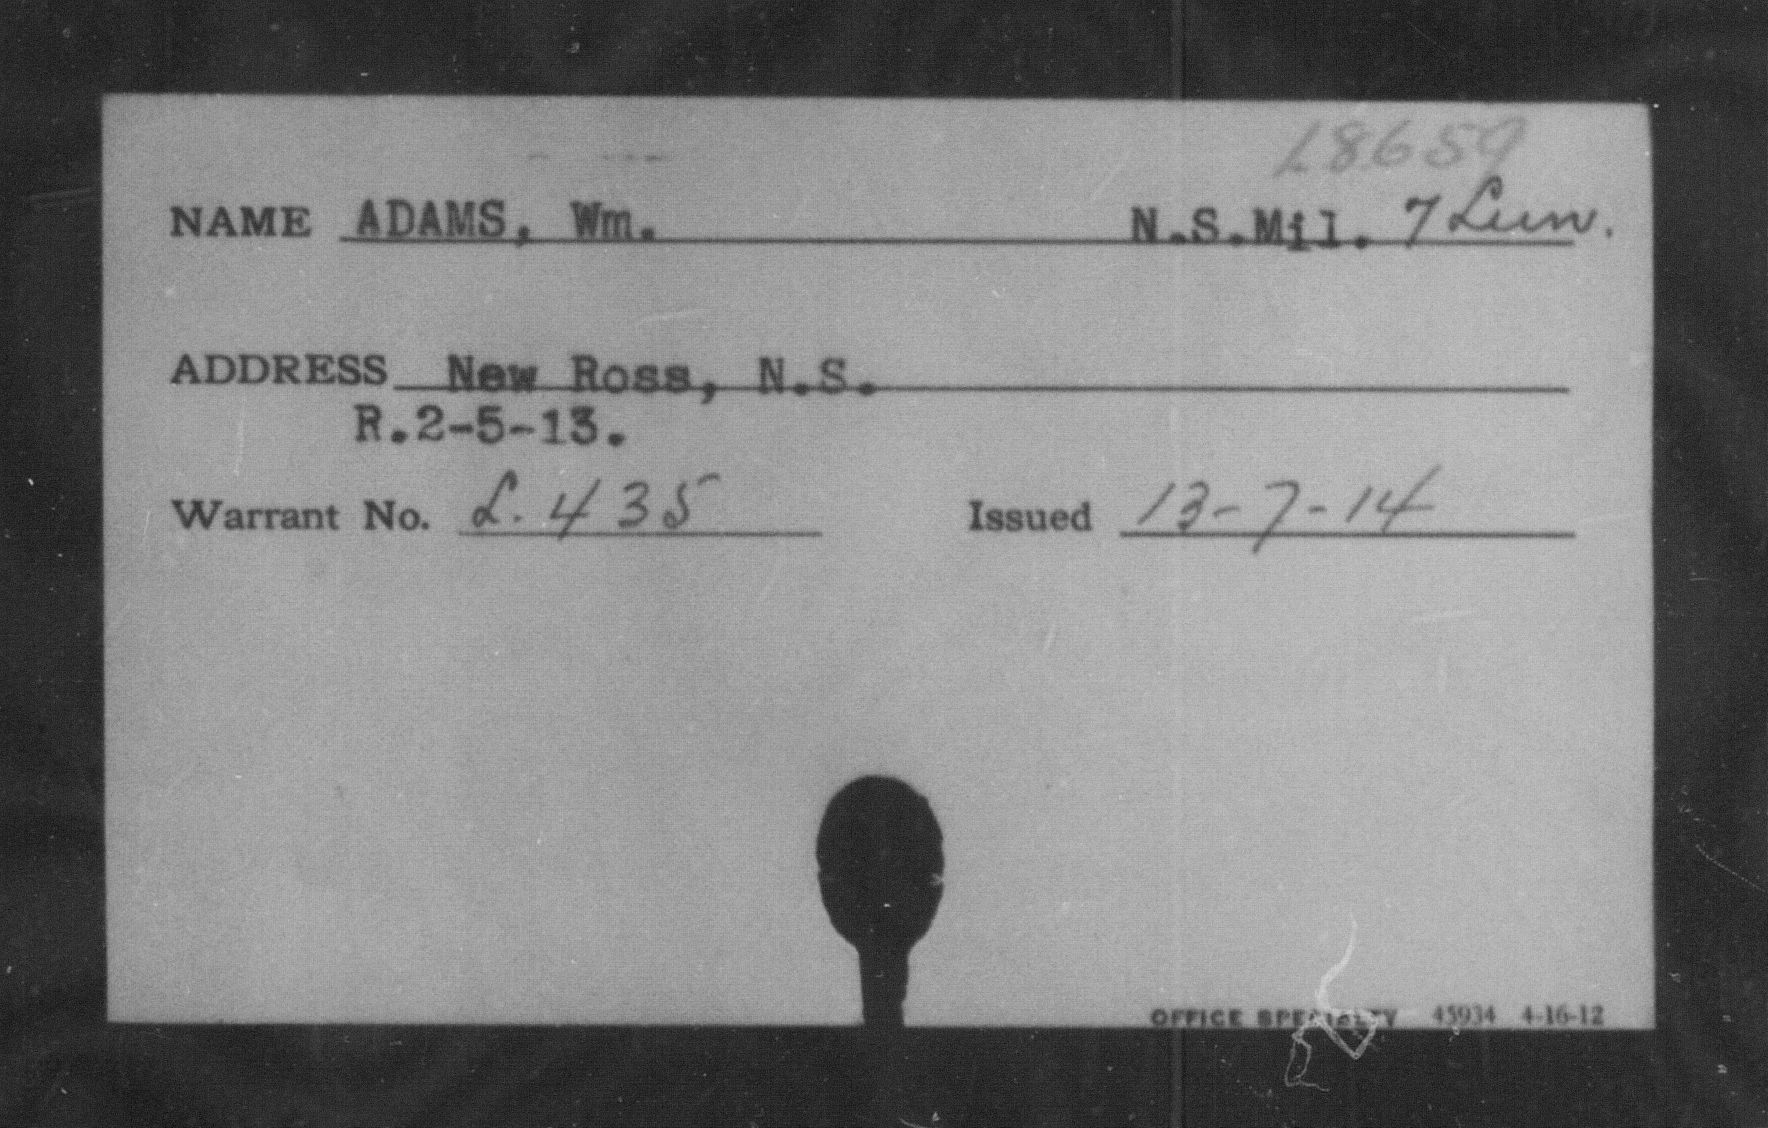 L8659
NAME ADAMS, Wm. N.S.Mil. 7 Lun.
ADDRESS New Ross, N.S.
R.2-5-13.
Warrant No. L. 435 Issued 13-7-14
OFFICE SPECIALTY 45934 4-16-12